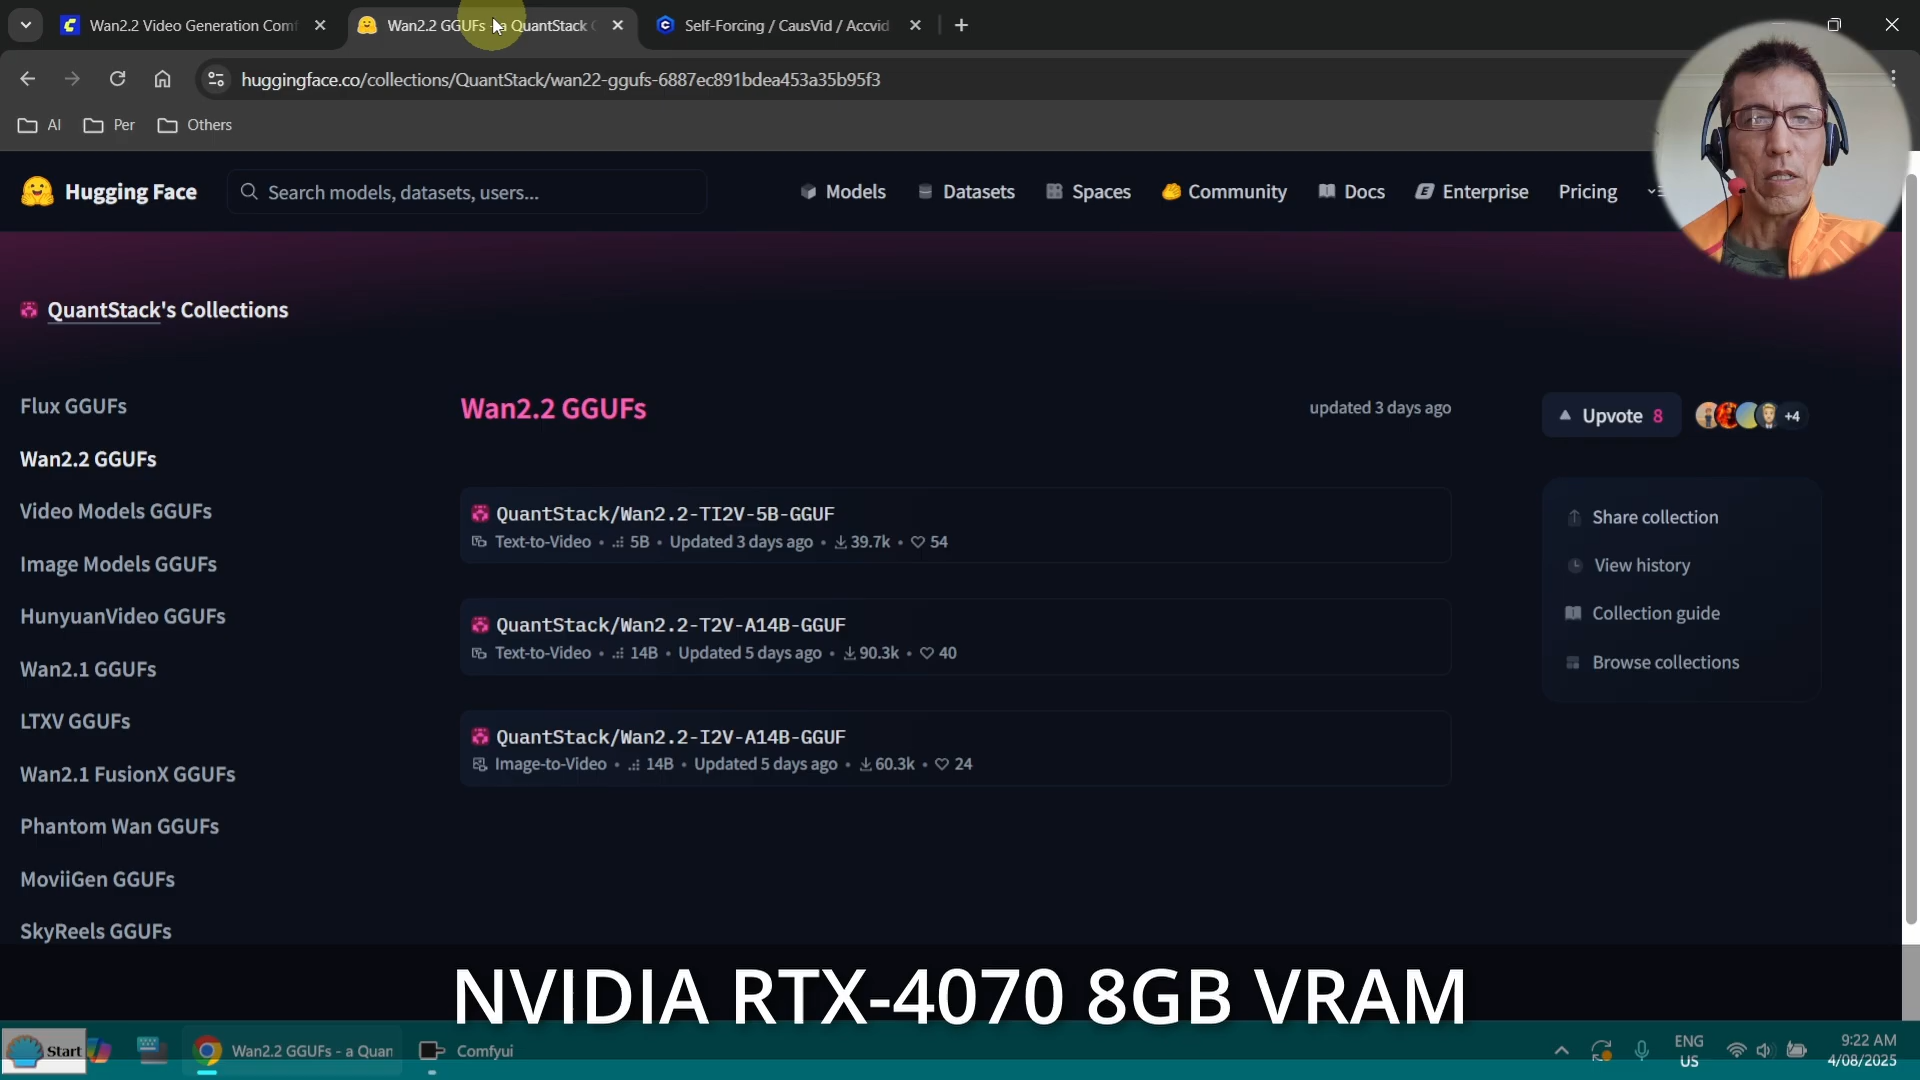 Wan2.2 Video Generation Comf
Wan2.2 GGUFs - a QuantStack C
Self-Forcing / CausVid / Accvid
huggingface.co/collections/QuantStack/wan22-ggufs-6887ec891bdea453a35b95f3
AI
Per
Others
Hugging Face
Search models, datasets, users...
Models
Datasets
Spaces
Community
Docs
Enterprise
Pricing
QuantStack's Collections
Flux GGUFs
Wan2.2 GGUFs
Video Models GGUFs
Image Models GGUFs
HunyuanVideo GGUFs
Wan2.1 GGUFs
LTXV GGUFs
Wan2.1 FusionX GGUFs
Phantom Wan GGUFs
MoviiGen GGUFs
SkyReels GGUFs
Wan2.2 GGUFs
updated 3 days ago
QuantStack/Wan2.2-TI2V-5B-GGUF
Text-to-Video • 5B • Updated 3 days ago • 39.7k • 54
QuantStack/Wan2.2-T2V-A14B-GGUF
Text-to-Video • 14B • Updated 5 days ago • 90.3k • 40
QuantStack/Wan2.2-I2V-A14B-GGUF
Image-to-Video • 14B • Updated 5 days ago • 60.3k • 24
Upvote 8
+4
Share collection
View history
Collection guide
Browse collections
NVIDIA RTX-4070 8GB VRAM
Start
Wan2.2 GGUFs - a Quan
Comfyui
ENG
US
9:22 AM
4/08/2025